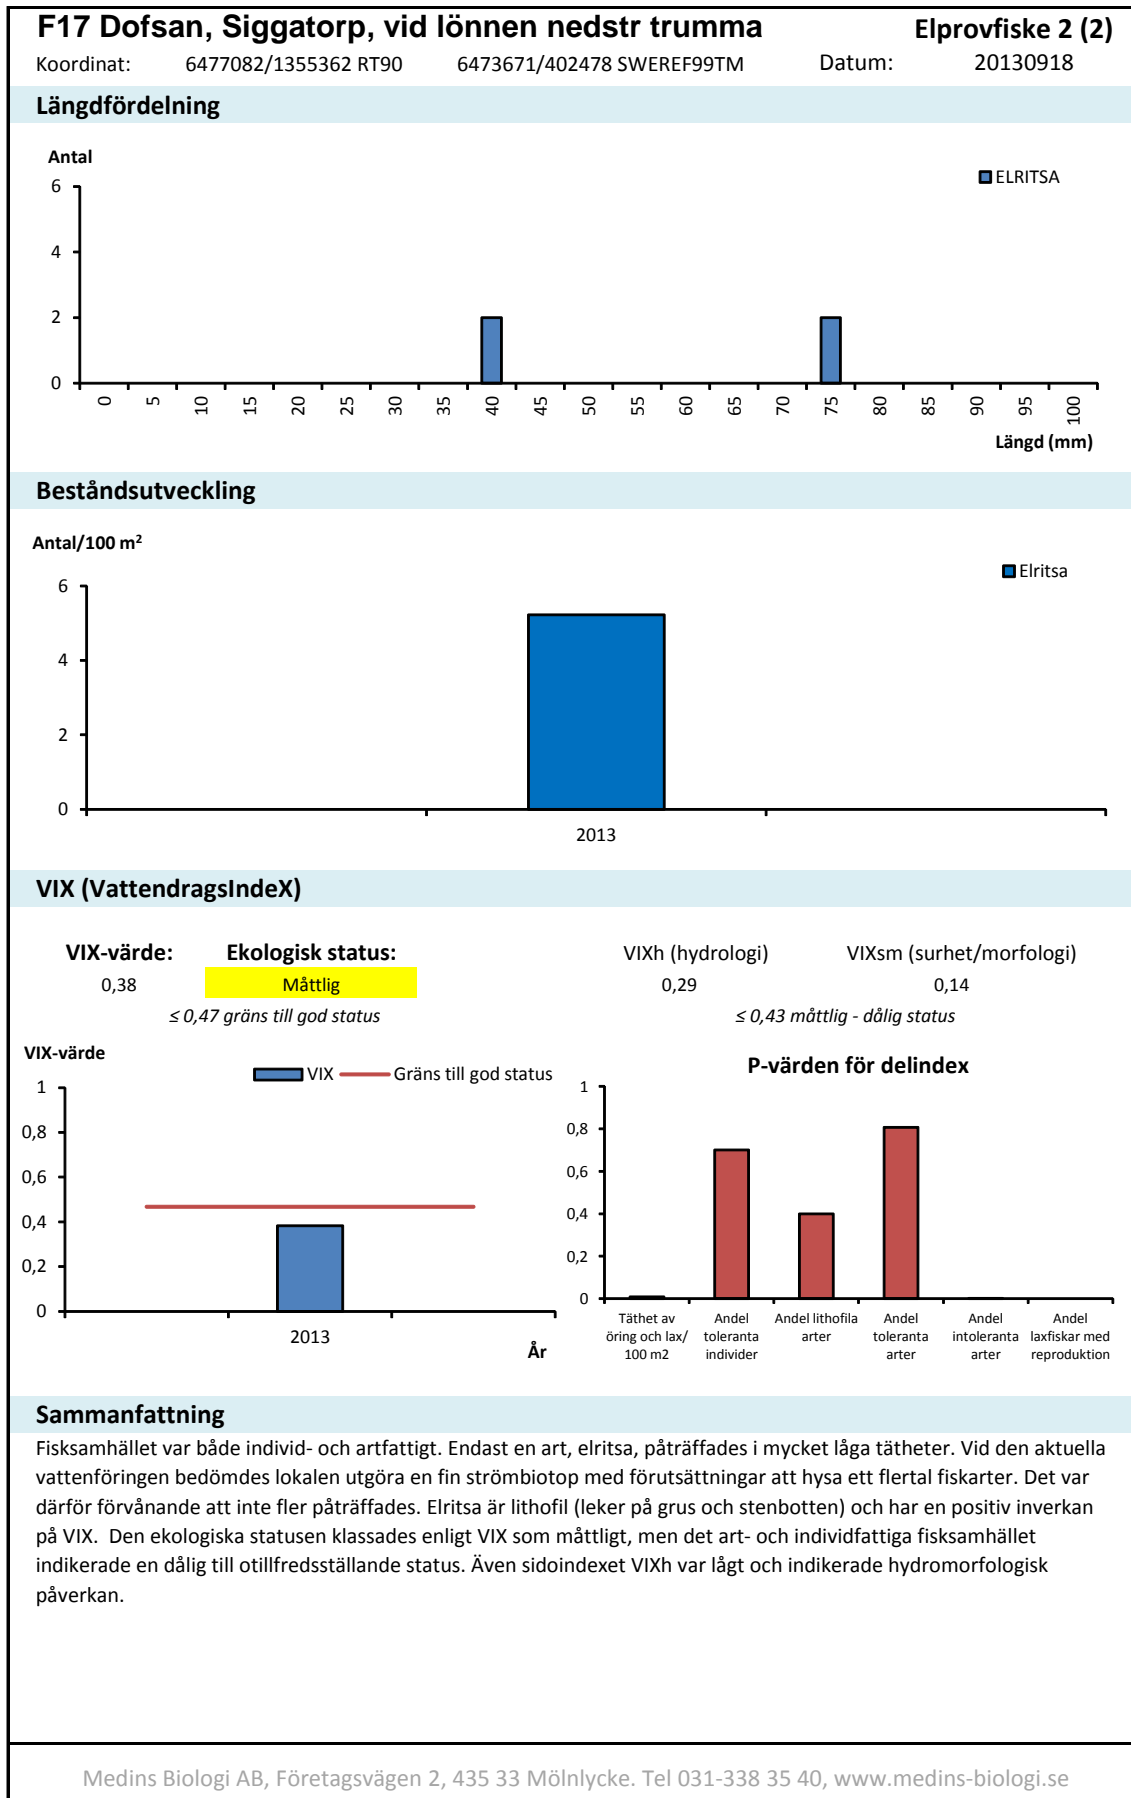 F17 Dofsan, Siggatorp, vid lönnen nedstr trumma
Elprovfiske 2 (2)
Koordinat: 6477082/1355362 RT90 6473671/402478 SWEREF99TM Datum: 20130918
Längdfördelning
Antal
ELRITSA
6
4
2
0
0 5 10 15 20 25 30 35 40 45 50 55 60 65 70 75 80 85 90 95 100
Längd (mm)
Beståndsutveckling
Antal/100 m²
Elritsa
6
4
2
0
2013
VIX (VattendragsIndeX)
VIX-värde: Ekologisk status: VIXh (hydrologi) VIXsm (surhet/morfologi)
0,38 Måttlig 0,29 0,14
≤ 0,47 gräns till god status ≤ 0,43 måttlig - dålig status
VIX-värde
VIX Gräns till god status
1
0,8
0,6
0,4
0,2
0
2013
År
P-värden för delindex
1
0,8
0,6
0,4
0,2
0
Täthet av öring och lax/ 100 m2
Andel toleranta individer
Andel lithofila arter
Andel toleranta arter
Andel intoleranta arter
Andel laxfiskar med reproduktion
Sammanfattning
Fisksamhället var både individ- och artfattigt. Endast en art, elritsa, påträffades i mycket låga tätheter. Vid den aktuella
vattenföringen bedömdes lokalen utgöra en fin strömbiotop med förutsättningar att hysa ett flertal fiskarter. Det var
därför förvånande att inte fler påträffades. Elritsa är lithofil (leker på grus och stenbotten) och har en positiv inverkan
på VIX. Den ekologiska statusen klassades enligt VIX som måttligt, men det art- och individfattiga fisksamhället
indikerade en dålig till otillfredsställande status. Även sidoindexet VIXh var lågt och indikerade hydromorfologisk
påverkan.
Medins Biologi AB, Företagsvägen 2, 435 33 Mölnlycke. Tel 031-338 35 40, www.medins-biologi.se